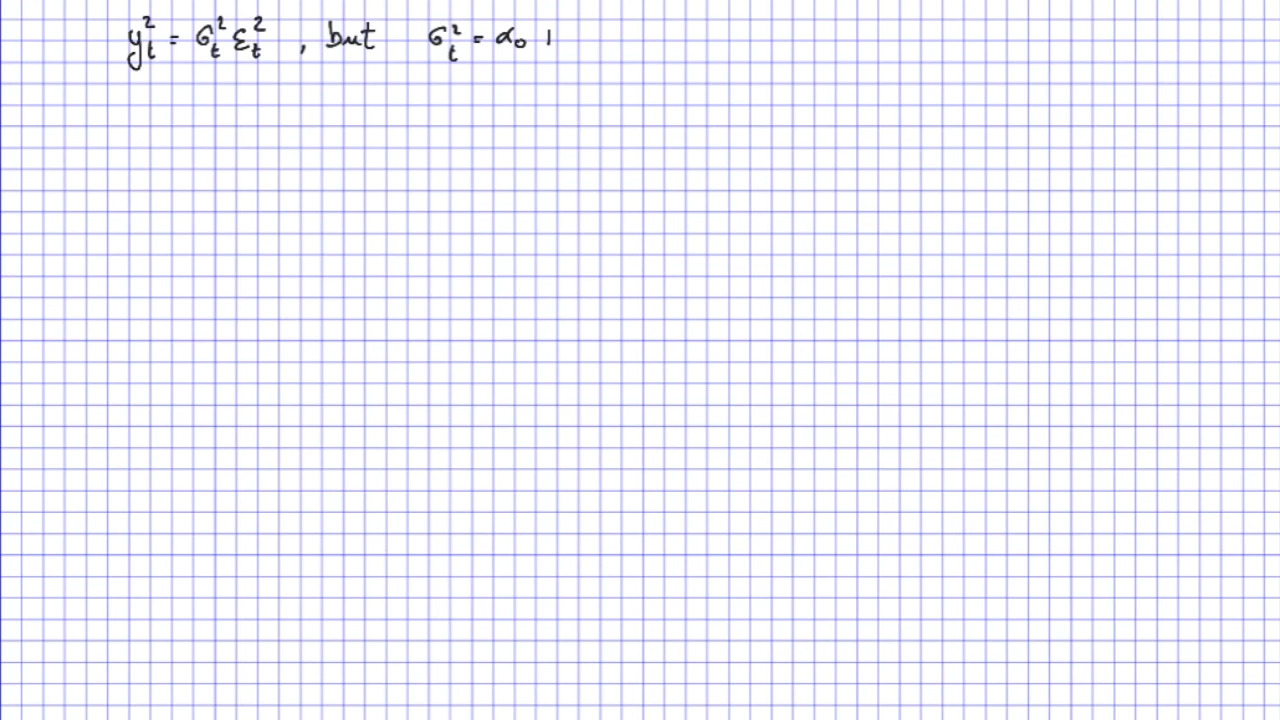 y_t^2 = σ_t^2 ε_t^2 , but σ_t^2 = α_0 I